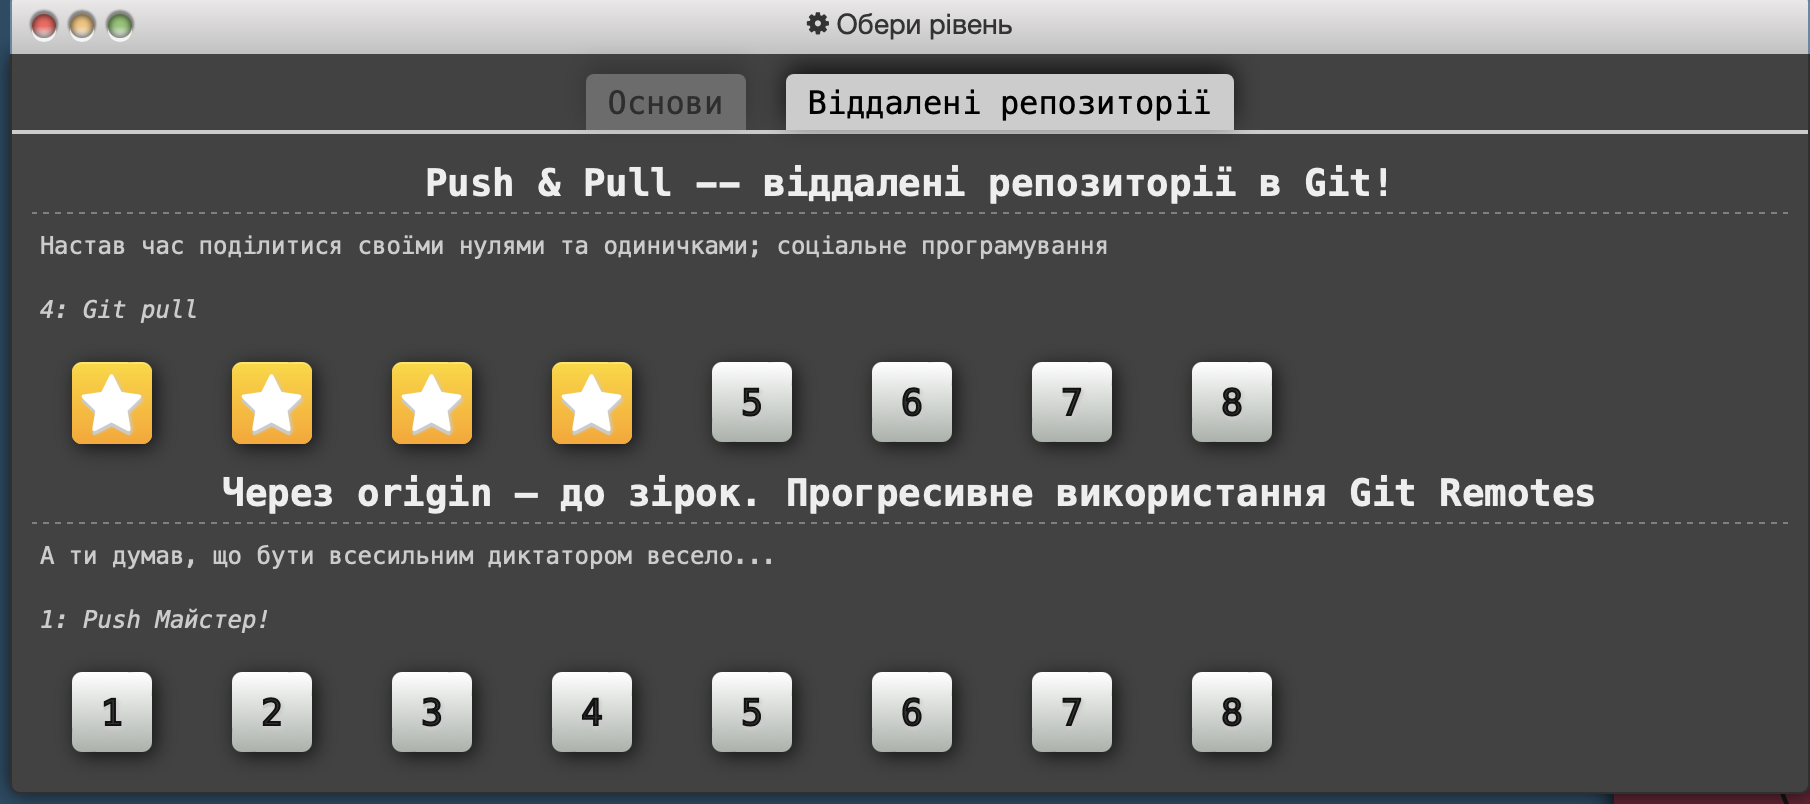 Обери рівень
Основи
Віддалені репозиторії
Push & Pull –– віддалені репозиторії в Git!
Настав час поділитися своїми нулями та одиничками; соціальне програмування
4: Git pull
5 6 7 8
Через origin – до зірок. Прогресивне використання Git Remotes
А ти думав, що бути всесильним диктатором весело...
1: Push Майстер!
1 2 3 4 5 6 7 8